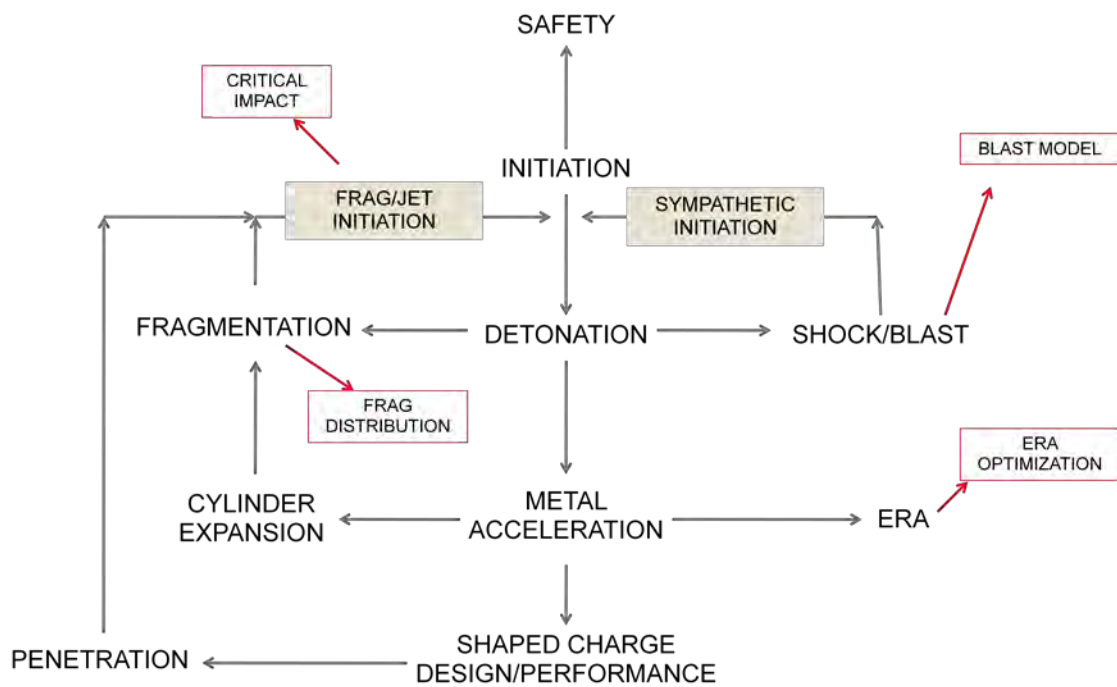 SAFETY
CRITICAL
IMPACT
INITIATION
BLAST MODEL
FRAG/JET
INITIATION
SYMPATHETIC
INITIATION
FRAGMENTATION
DETONATION
SHOCK/BLAST
FRAG
DISTRIBUTION
ERA
OPTIMIZATION
CYLINDER
EXPANSION
METAL
ACCELERATION
ERA
PENETRATION
SHAPED CHARGE
DESIGN/PERFORMANCE